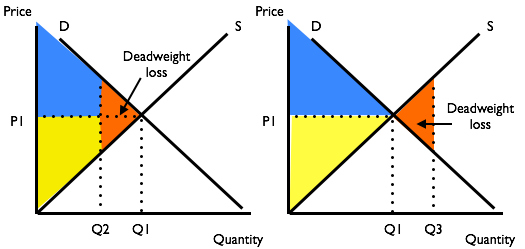 Price
D
S
Deadweight
loss
P1
Q2
Q1
Quantity
Price
D
S
Deadweight
loss
P1
Q1
Q3
Quantity